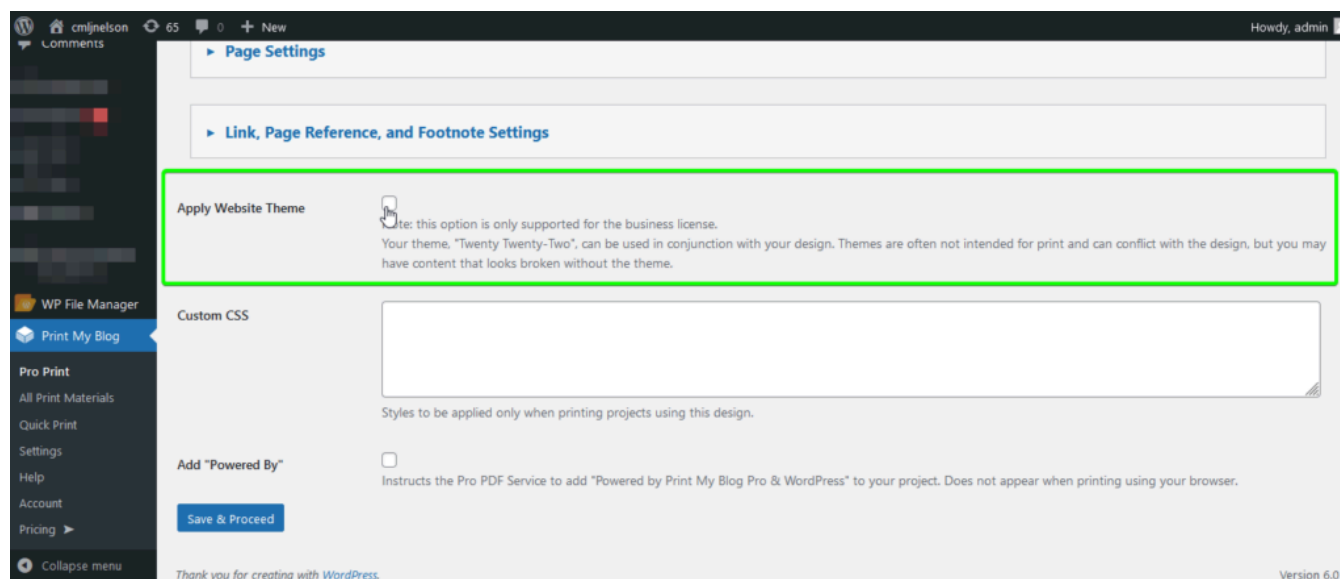 cmljnelson 65 0 + New Howdy, admin
Comments
► Page Settings
► Link, Page Reference, and Footnote Settings
Apply Website Theme
Note: this option is only supported for the business license.
Your theme, "Twenty Twenty-Two", can be used in conjunction with your design. Themes are often not intended for print and can conflict with the design, but you may
have content that looks broken without the theme.
WP File Manager
Custom CSS
Print My Blog
Pro Print
All Print Materials
Styles to be applied only when printing projects using this design.
Quick Print
Settings
Add "Powered By"
Help
Instructs the Pro PDF Service to add "Powered by Print My Blog Pro & WordPress" to your project. Does not appear when printing using your browser.
Account
Save & Proceed
Pricing ➤
Collapse menu
Thank you for creating with WordPress.
Version 6.0